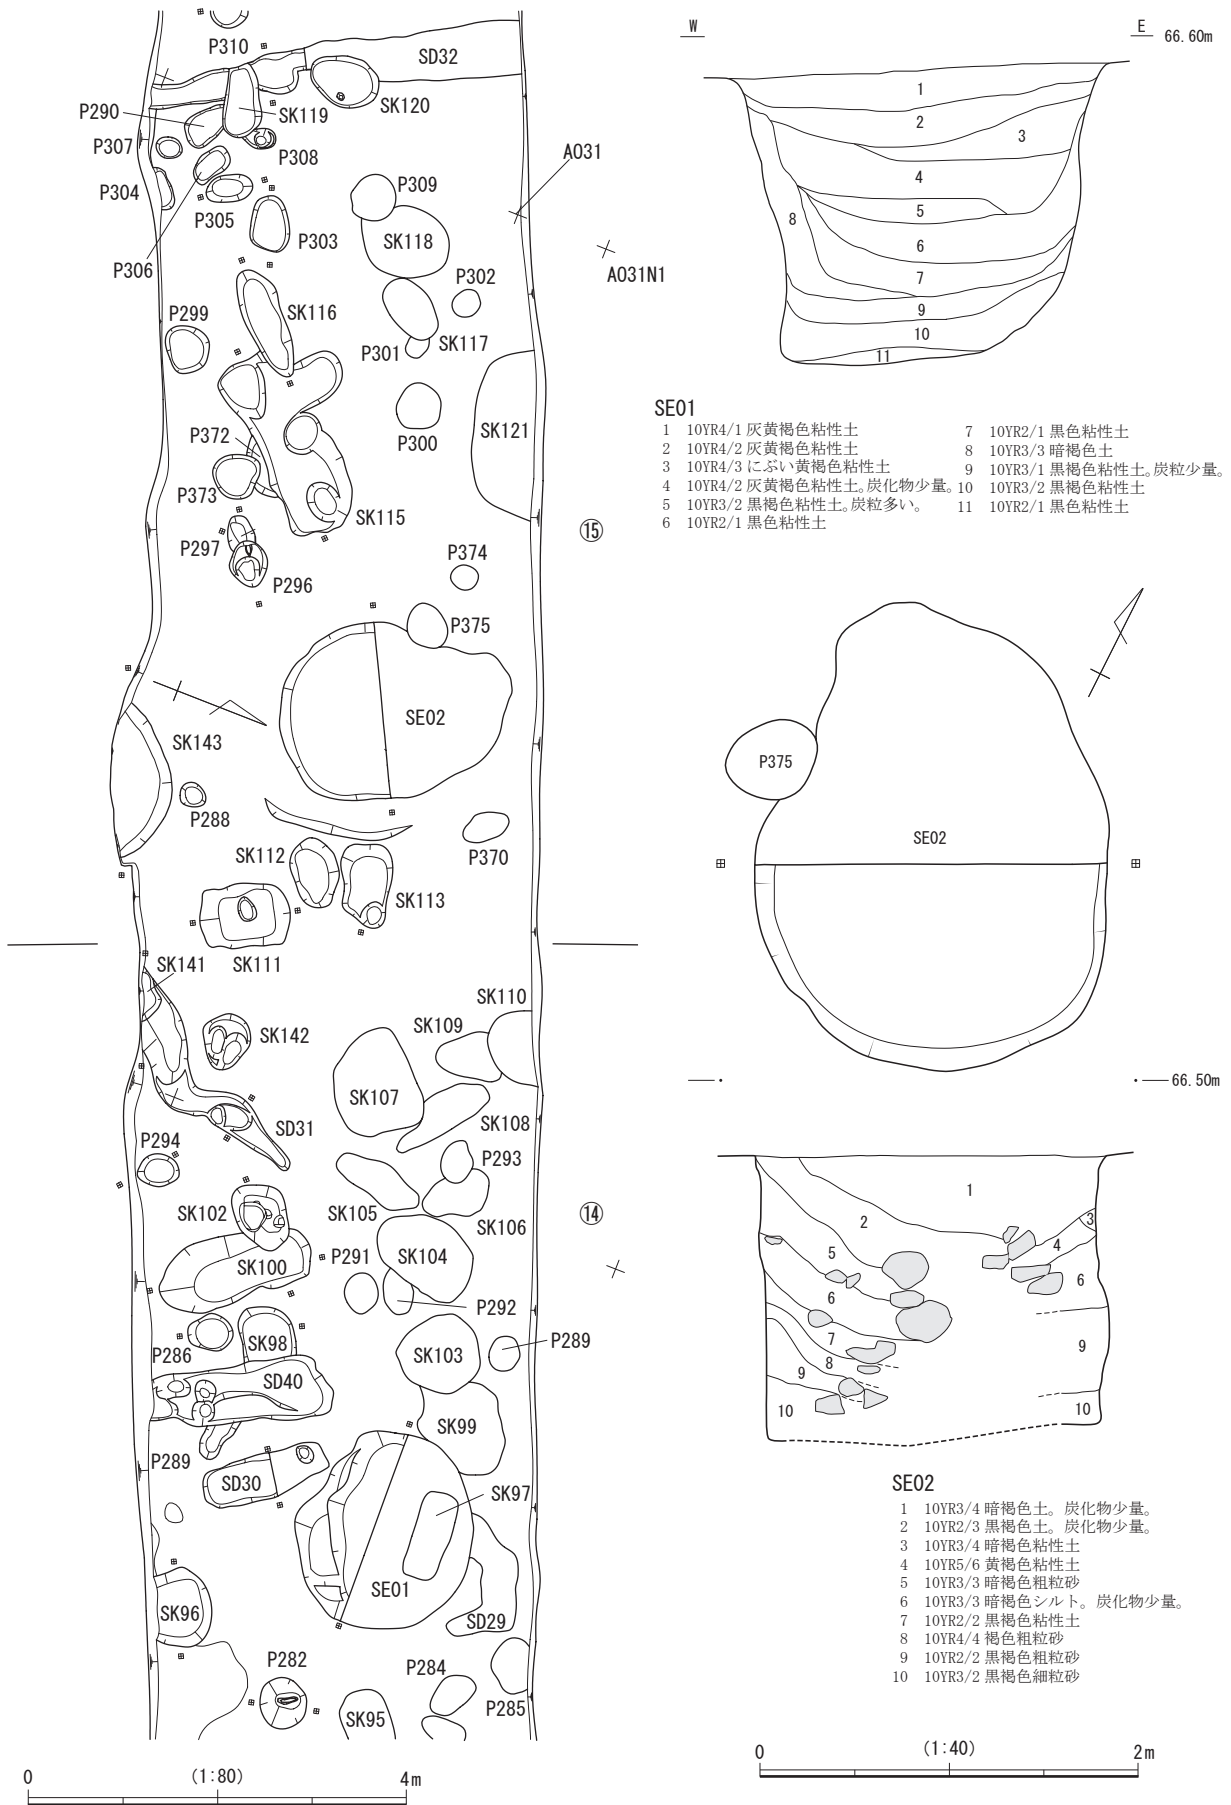 P310
SD32
SK120
SK119
P290
P307
P308
P304
P305
P306
P303
P309
SK118
A031
A031N1
P302
SK116
P299
P301
SK117
P300
SK121
P372
P373
SK115
⑮
P297
P296
P374
P375
SE02
SK143
P288
P370
SK112
SK113
SK111
SK141
SK142
SK110
SK109
SK107
SK108
SD31
P294
P293
SK102
SK105
SK106
⑭
SK100
P291
SK104
P292
P286
SK98
SK103
P289
SD40
SK99
P289
SD30
SK97
SE01
SK96
SD29
P282
P284
P285
SK95
0 (1:80) 4m
W E 66.60m
1
2
3
4
5
8
6
7
9
10
11
SE01
1 10YR4/1 灰黄褐色粘性土
2 10YR4/2 灰黄褐色粘性土
3 10YR4/3 にぶい黄褐色粘性土
4 10YR4/2 灰黄褐色粘性土。炭化物少量。
5 10YR3/2 黒褐色粘性土。炭粒多い。
6 10YR2/1 黒色粘性土
7 10YR2/1 黒色粘性土
8 10YR3/3 暗褐色土
9 10YR3/1 黒褐色粘性土。炭粒少量。
10 10YR3/2 黒褐色粘性土
11 10YR2/1 黒色粘性土
P375
SE02
66.50m
1
2
3
4
5
6
6
7
8
9
9
10
10
SE02
1 10YR3/4 暗褐色土。炭化物少量。
2 10YR2/3 黒褐色土。炭化物少量。
3 10YR3/4 暗褐色粘性土
4 10YR5/6 黄褐色粘性土
5 10YR3/3 暗褐色粗粒砂
6 10YR3/3 暗褐色シルト。炭化物少量。
7 10YR2/2 黒褐色粘性土
8 10YR4/4 褐色粗粒砂
9 10YR2/2 黒褐色粗粒砂
10 10YR3/2 黒褐色細粒砂
0 (1:40) 2m